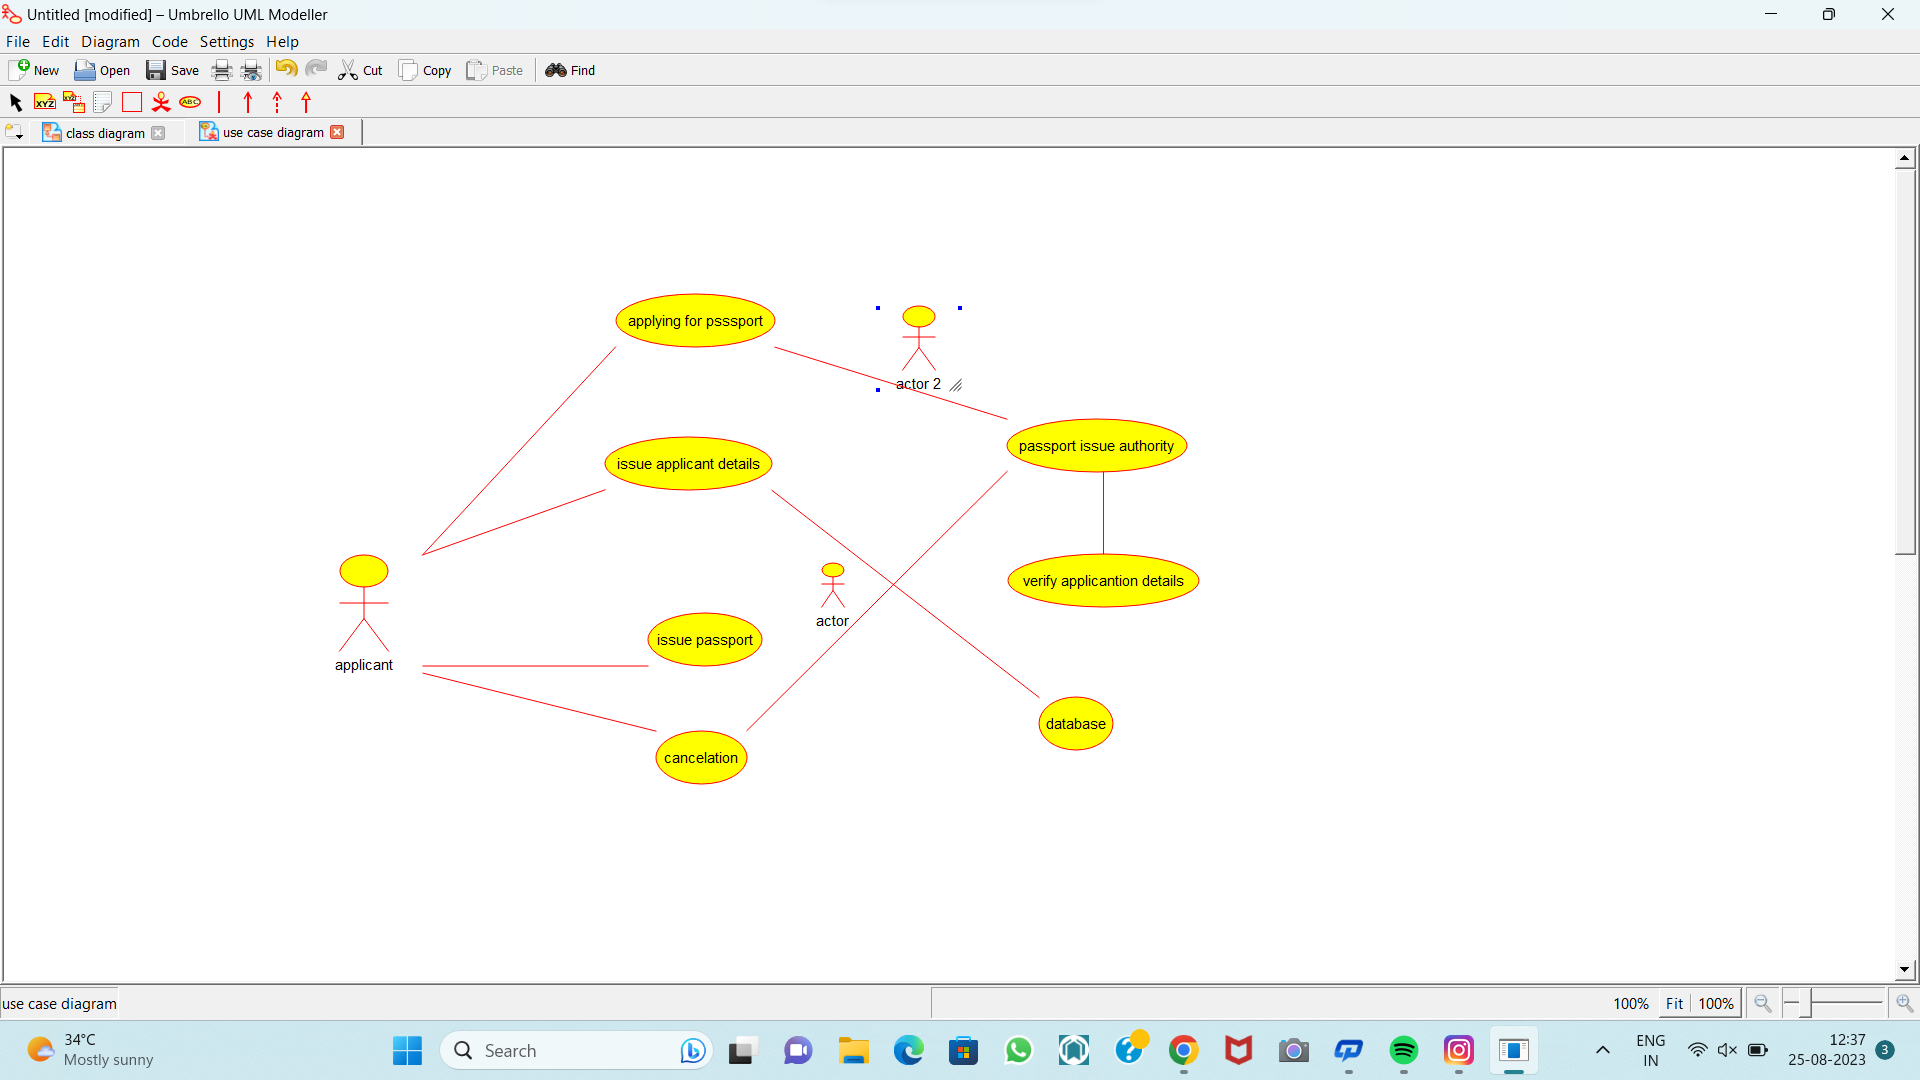 Untitled [modified] – Umbrello UML Modeller
File Edit Diagram Code Settings Help
New Open Save Cut Copy Paste Find
XYZ XYZ ABC
class diagram use case diagram
applying for psssport
actor 2
passport issue authority
issue applicant details
verify applicantion details
actor
issue passport
applicant
database
cancelation
use case diagram 100% Fit 100%
34°C
Mostly sunny
Search
ENG
IN
12:37
25-08-2023
3